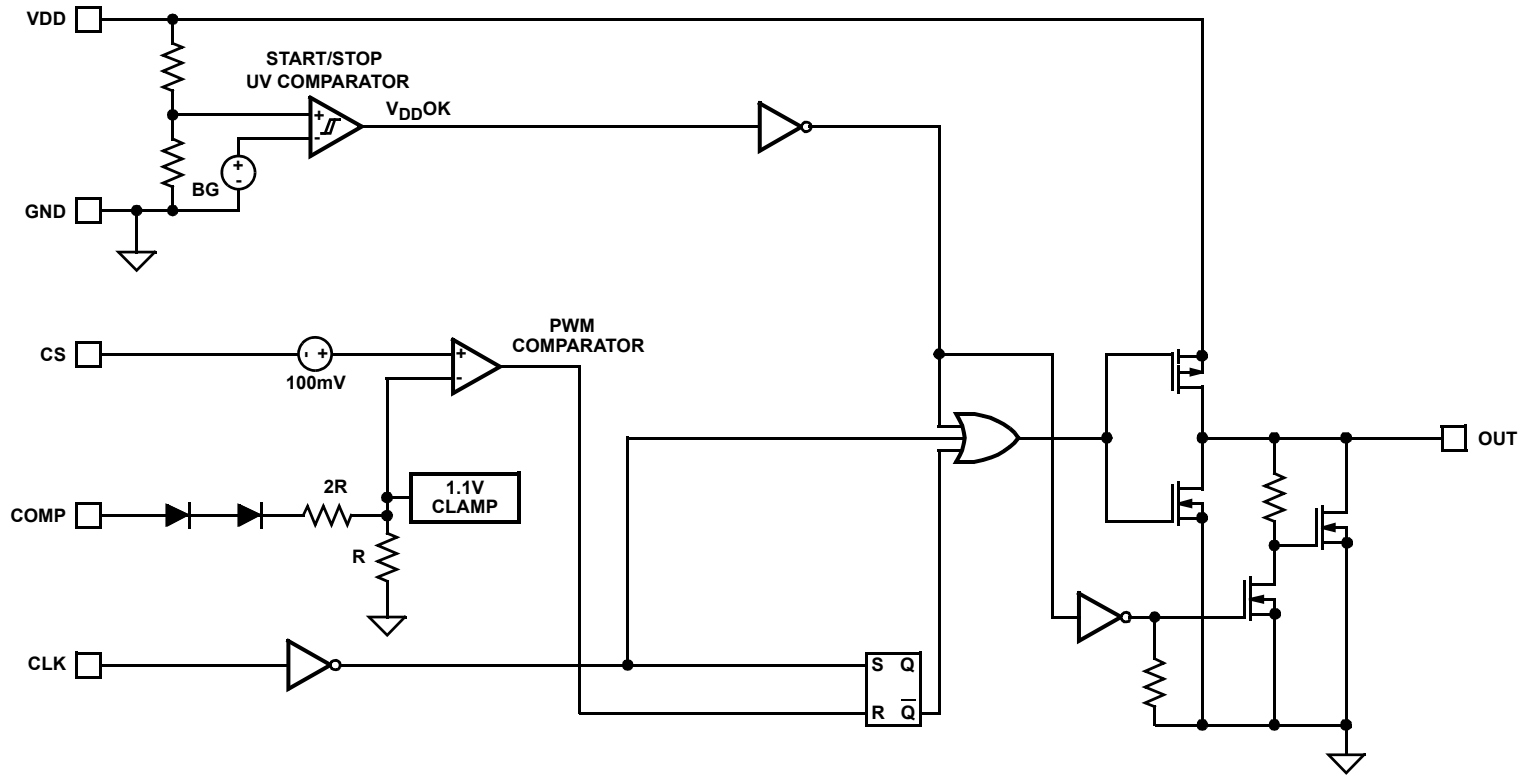 VDD
START/STOP
UV COMPARATOR
+
-
VDDOK
+
-
BG
GND
PWM
COMPARATOR
CS
- +
100mV
+
-
OUT
2R
1.1V
CLAMP
COMP
R
CLK
S Q
R Q̅